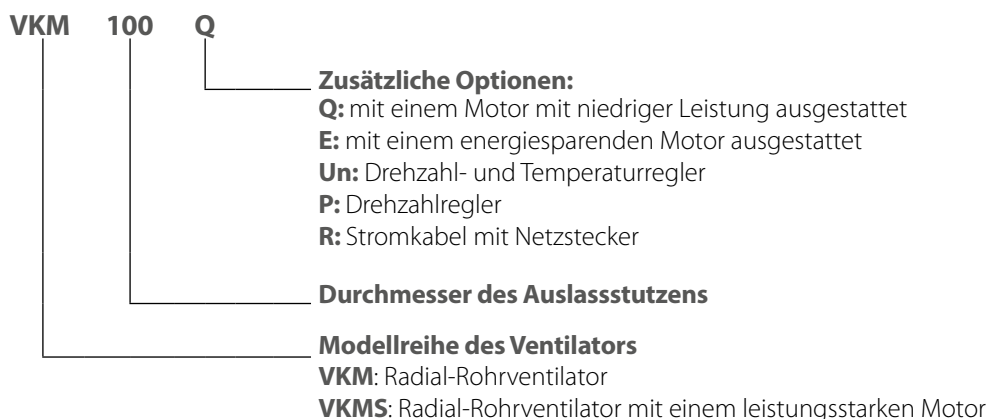 VKM 100 Q
Zusätzliche Optionen:
Q: mit einem Motor mit niedriger Leistung ausgestattet
E: mit einem energiesparenden Motor ausgestattet
Un: Drehzahl- und Temperaturregler
P: Drehzahlregler
R: Stromkabel mit Netzstecker
Durchmesser des Auslassstutzens
Modellreihe des Ventilators
VKM: Radial-Rohrventilator
VKMS: Radial-Rohrventilator mit einem leistungsstarken Motor